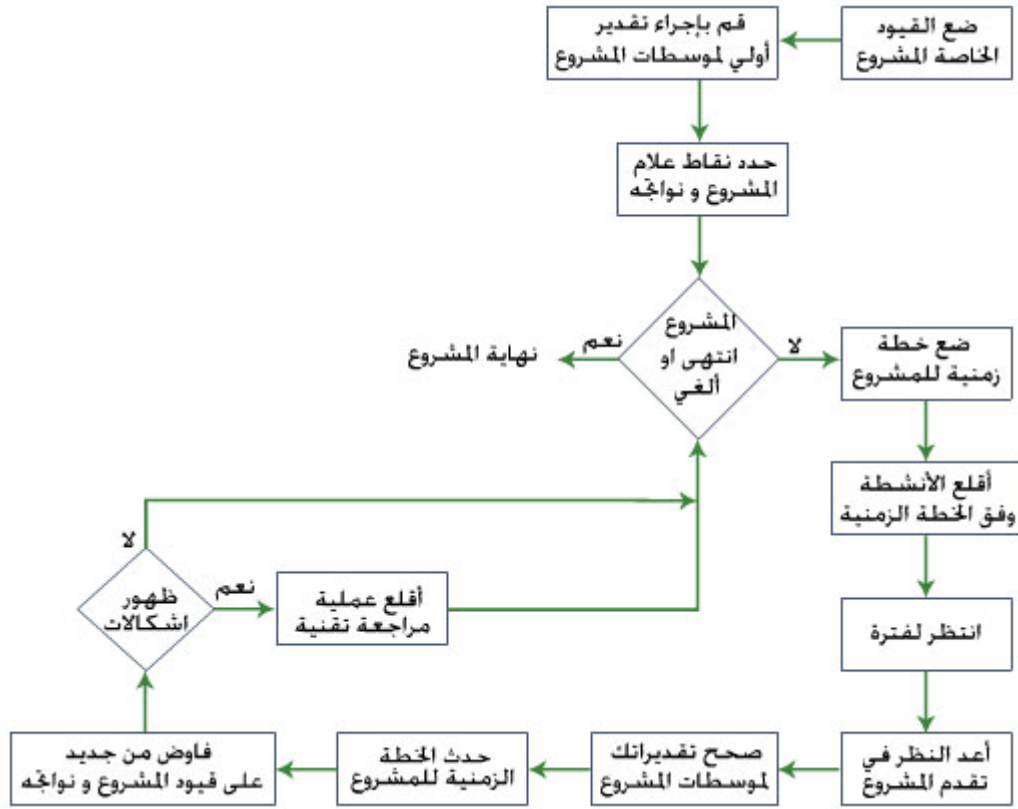 ضع القيود
الخاصة المشروع
قم بإجراء تقدير
أولي لموسطات المشروع
حدد نقاط علام
المشروع و نواتجه
المشروع
انتهى او
ألغي
نعم
نهاية المشروع
لا
ضع خطة
زمنية للمشروع
أقلع الأنشطة
وفق الخطة الزمنية
انتظر لفترة
أعد النظر في
تقدم المشروع
صحح تقديراتك
لموسطات المشروع
حدث الخطة
الزمنية للمشروع
فاوض من جديد
على قيود المشروع و نواتجه
ظهور
اشكالات
لا
نعم
أقلع عملية
مراجعة تقنية